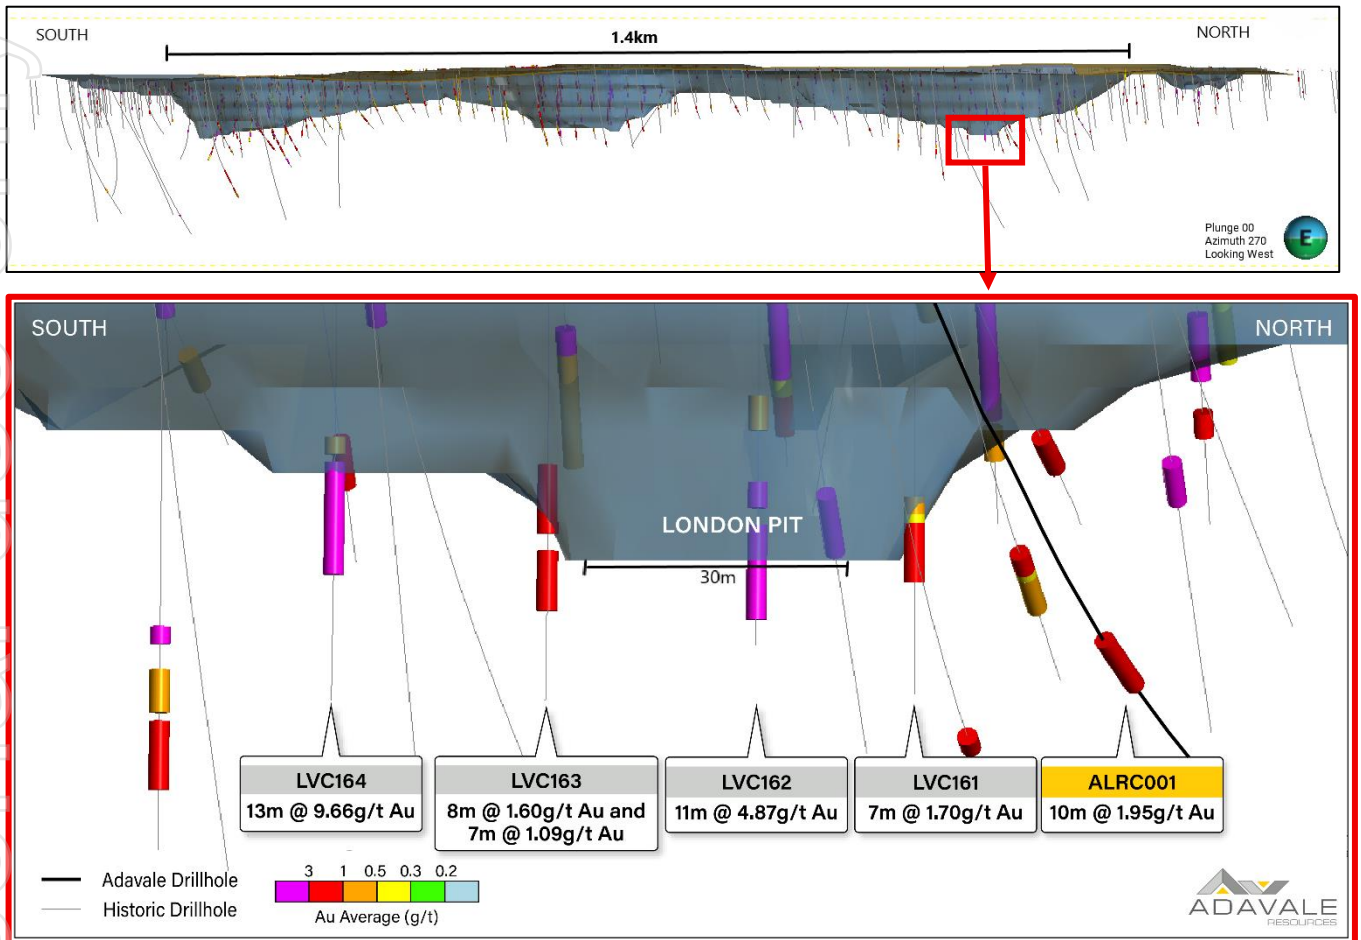 SOUTH
1.4km
NORTH
Plunge 00
Azimuth 270
Looking West
E
SOUTH
NORTH
LONDON PIT
30m
LVC164
13m @ 9.66g/t Au
LVC163
8m @ 1.60g/t Au and
7m @ 1.09g/t Au
LVC162
11m @ 4.87g/t Au
LVC161
7m @ 1.70g/t Au
ALRC001
10m @ 1.95g/t Au
Adavale Drillhole
Historic Drillhole
3 1 0.5 0.3 0.2
Au Average (g/t)
ADAVALE
RESOURCES